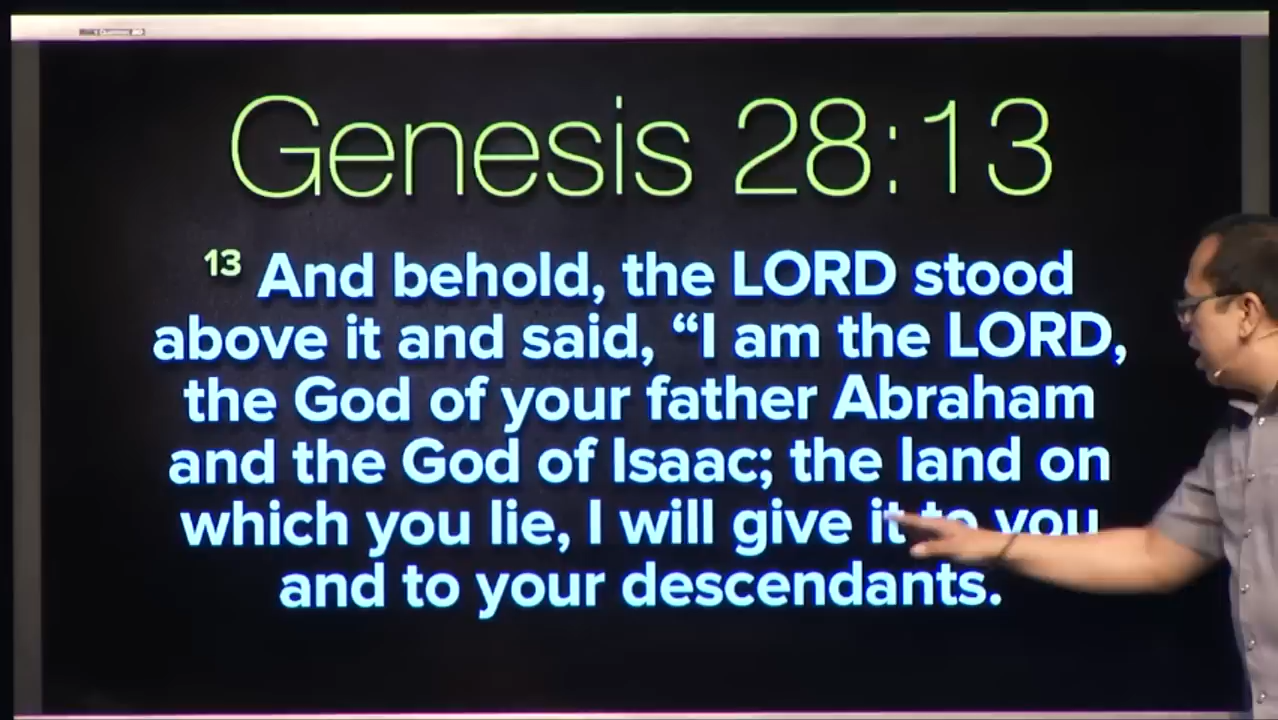 Genesis 28:13
13 And behold, the LORD stood
above it and said, “I am the LORD,
the God of your father Abraham
and the God of Isaac; the land on
which you lie, I will give it to you
and to your descendants.